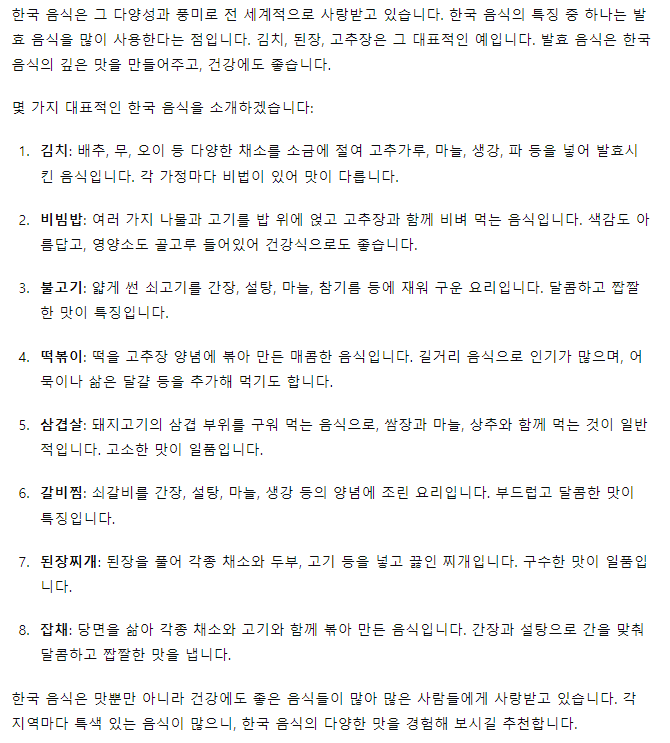 한국 음식은 그 다양성과 풍미로 전 세계적으로 사랑받고 있습니다. 한국 음식의 특징 중 하나는 발
효 음식을 많이 사용한다는 점입니다. 김치, 된장, 고추장은 그 대표적인 예입니다. 발효 음식은 한국
음식의 깊은 맛을 만들어주고, 건강에도 좋습니다.
몇 가지 대표적인 한국 음식을 소개하겠습니다:
1. 김치: 배추, 무, 오이 등 다양한 채소를 소금에 절여 고추가루, 마늘, 생강, 파 등을 넣어 발효시
킨 음식입니다. 각 가정마다 비법이 있어 맛이 다릅니다.
2. 비빔밥: 여러 가지 나물과 고기를 밥 위에 얹고 고추장과 함께 비벼 먹는 음식입니다. 색감도 아
름답고, 영양소도 골고루 들어있어 건강식으로도 좋습니다.
3. 불고기: 얇게 썬 쇠고기를 간장, 설탕, 마늘, 참기름 등에 재워 구운 요리입니다. 달콤하고 짭짤
한 맛이 특징입니다.
4. 떡볶이: 떡을 고추장 양념에 볶아 만든 매콤한 음식입니다. 길거리 음식으로 인기가 많으며, 어
묵이나 삶은 달걀 등을 추가해 먹기도 합니다.
5. 삼겹살: 돼지고기의 삼겹 부위를 구워 먹는 음식으로, 쌈장과 마늘, 상추와 함께 먹는 것이 일반
적입니다. 고소한 맛이 일품입니다.
6. 갈비찜: 쇠갈비를 간장, 설탕, 마늘, 생강 등의 양념에 조린 요리입니다. 부드럽고 달콤한 맛이
특징입니다.
7. 된장찌개: 된장을 풀어 각종 채소와 두부, 고기 등을 넣고 끓인 찌개입니다. 구수한 맛이 일품입
니다.
8. 잡채: 당면을 삶아 각종 채소와 고기와 함께 볶아 만든 음식입니다. 간장과 설탕으로 간을 맞춰
달콤하고 짭짤한 맛을 냅니다.
한국 음식은 맛뿐만 아니라 건강에도 좋은 음식들이 많아 많은 사람들에게 사랑받고 있습니다. 각
지역마다 특색 있는 음식이 많으니, 한국 음식의 다양한 맛을 경험해 보시길 추천합니다.